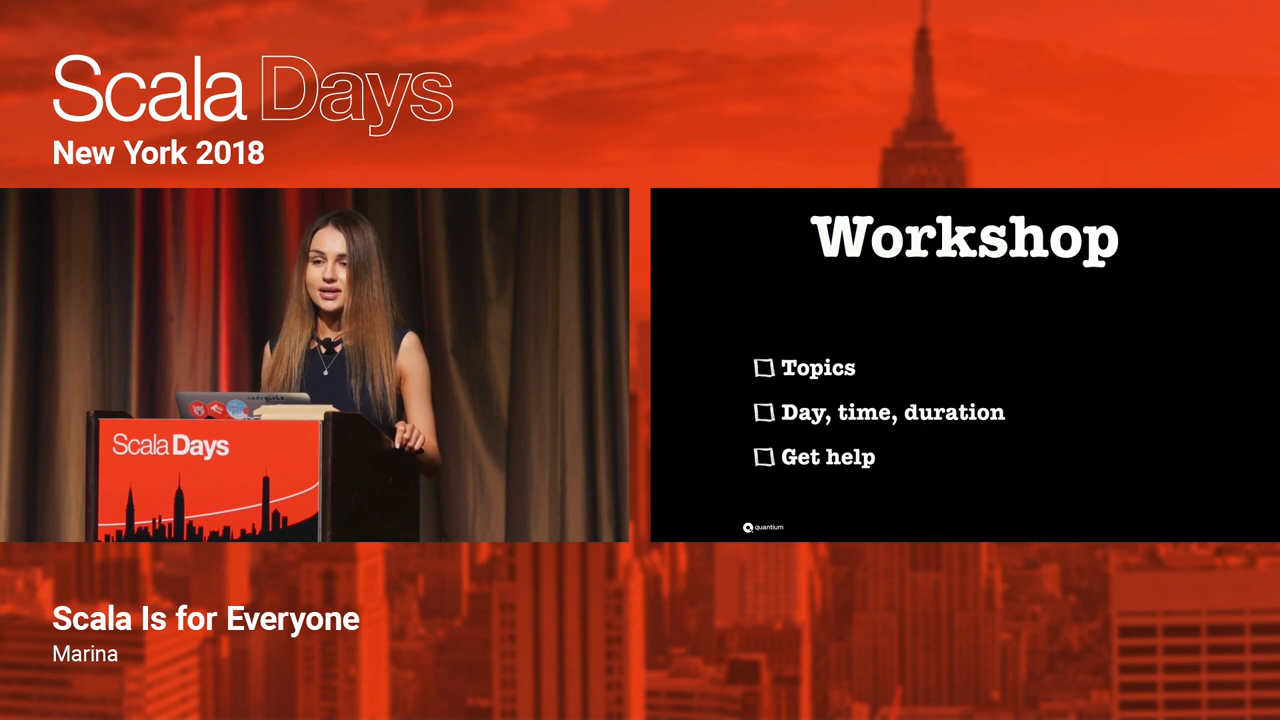 Scala Days
New York 2018
Workshop
Topics
Day, time, duration
Get help
quantium
Scala Days
Scala Is for Everyone
Marina